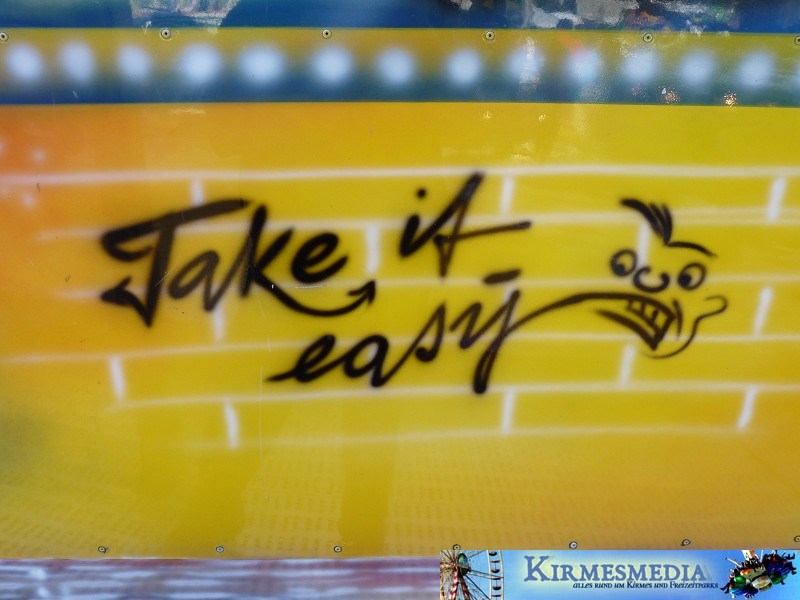 Take it
easy
KIRMESMEDIA
ALLES RUND UM KIRMES UND FREIZEITPARKS